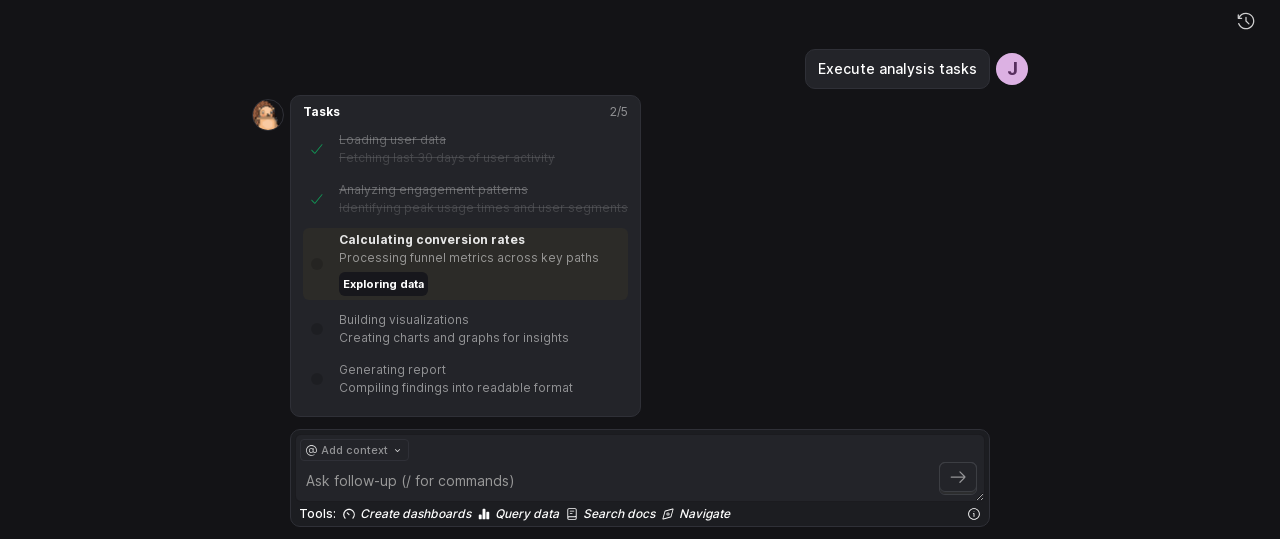 Execute analysis tasks
J
Tasks
2/5
Loading user data
Fetching last 30 days of user activity
Analyzing engagement patterns
Identifying peak usage times and user segments
Calculating conversion rates
Processing funnel metrics across key paths
Exploring data
Building visualizations
Creating charts and graphs for insights
Generating report
Compiling findings into readable format
@ Add context
Ask follow-up (/ for commands)
Tools: Create dashboards Query data Search docs Navigate